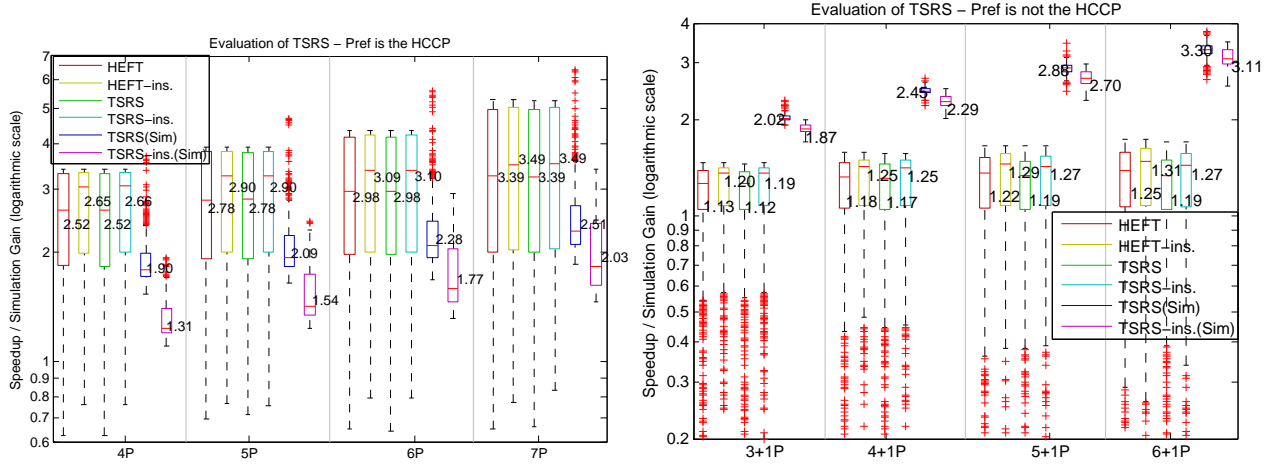 Evaluation of TSRS − Pref is the HCCP
Speedup / Simulation Gain (logarithmic scale)
7
6
5
4
3
2
1
0.9
0.8
0.7
0.6
HEFT
HEFT−ins.
TSRS
TSRS−ins.
TSRS(Sim)
TSRS−ins.(Sim)
2.52
2.65
2.52
2.66
1.90
1.31
2.78
2.90
2.78
2.90
2.09
1.54
2.98
3.09
2.98
3.10
2.28
1.77
3.39
3.49
3.39
3.49
2.51
2.03
4P
5P
6P
7P
Evaluation of TSRS − Pref is not the HCCP
Speedup / Simulation Gain (logarithmic scale)
4
3
2
1
0.9
0.8
0.7
0.6
0.5
0.4
0.3
0.2
1.13
1.20
1.12
1.19
2.02
1.87
1.18
1.25
1.17
1.25
2.45
2.29
1.22
1.29
1.19
1.27
2.86
2.70
1.25
1.31
1.19
1.27
3.30
3.11
HEFT
HEFT−ins.
TSRS
TSRS−ins.
TSRS(Sim)
TSRS−ins.(Sim)
3+1P
4+1P
5+1P
6+1P